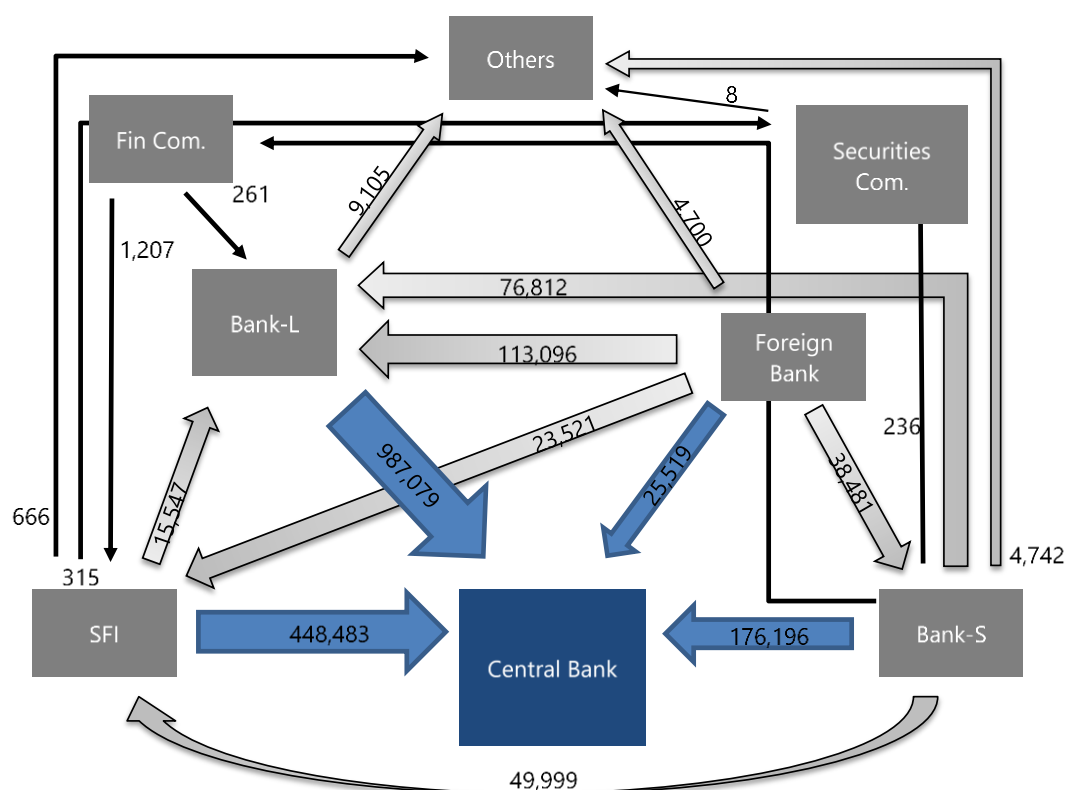 Others
8
Fin Com.
Securities
Com.
261
9,105
4,700
1,207
76,812
Bank-L
113,096
Foreign
Bank
23,521
236
987,079
25,519
38,481
15,547
666
4,742
315
SFI
448,483
Central Bank
176,196
Bank-S
49,999